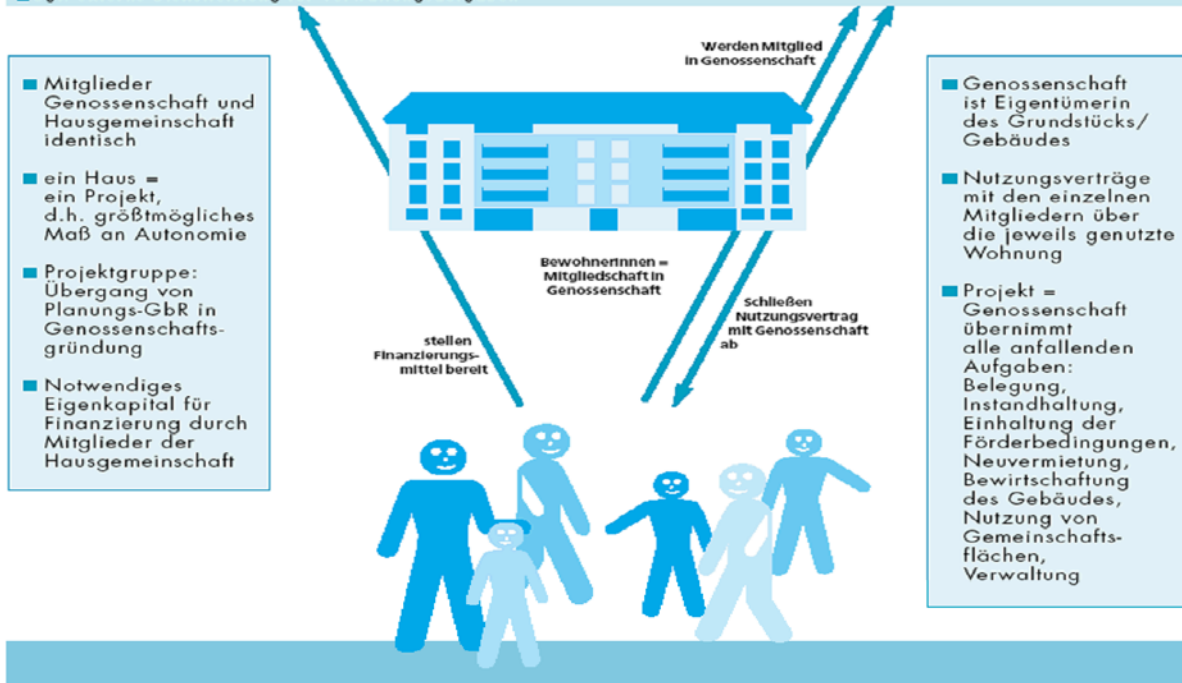 Werden Mitglied
in Genossenschaft
Mitglieder
Genossenschaft und
Hausgemeinschaft
identisch
ein Haus =
ein Projekt,
d.h. größtmögliches
Maß an Autonomie
Projektgruppe:
Übergang von
Planungs-GbR in
Genossenschafts-
gründung
Notwendiges
Eigenkapital für
Finanzierung durch
Mitglieder der
Hausgemeinschaft
BewohnerInnen =
Mitgliedschaft in
Genossenschaft
stellen
Finanzierungs-
mittel bereit
Schließen
Nutzungsvertrag
mit Genossenschaft
ab
Genossenschaft
ist Eigentümerin
des Grundstücks/
Gebäudes
Nutzungsverträge
mit den einzelnen
Mitgliedern über
die jeweils genutzte
Wohnung
Projekt =
Genossenschaft
übernimmt
alle anfallenden
Aufgaben:
Belegung,
Instandhaltung,
Einhaltung der
Förderbedingungen,
Neuvermietung,
Bewirtschaftung
des Gebäudes,
Nutzung von
Gemeinschafts-
flächen,
Verwaltung